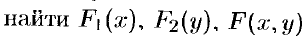 найти F₁(x), F₂(y), F(x, y)